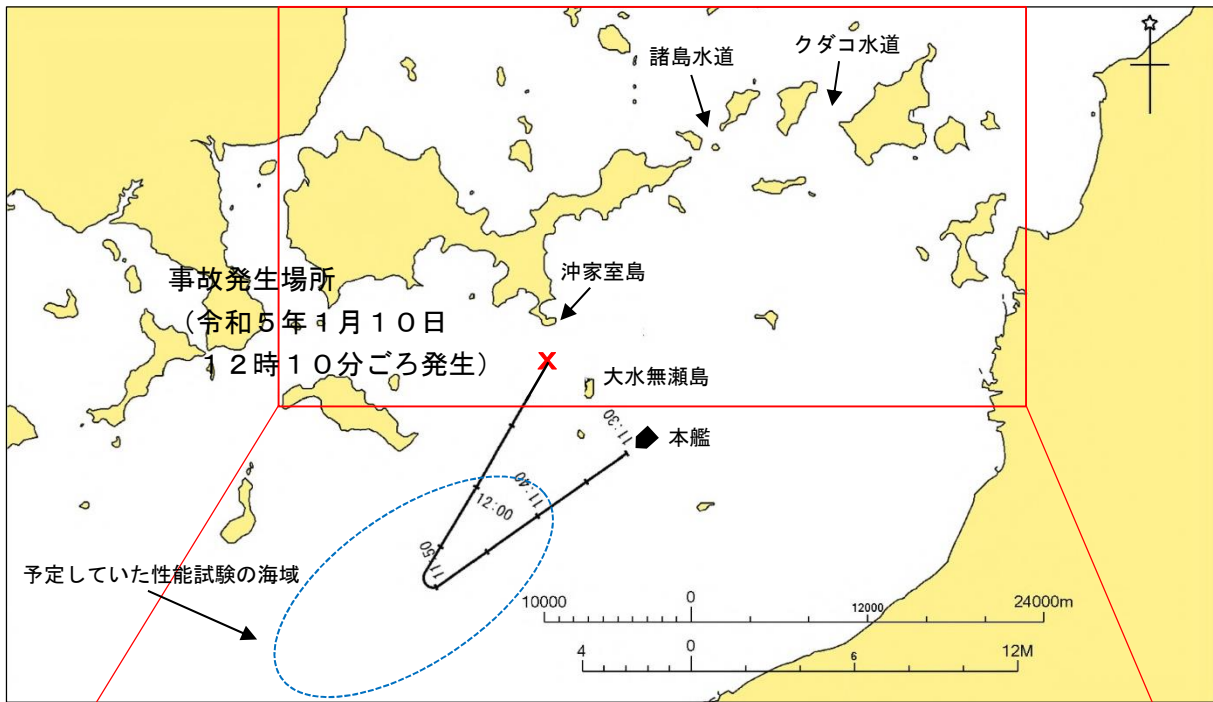 クダコ水道
諸島水道
沖家室島
事故発生場所
（令和５年１月１０日
１２時１０分ごろ発生）
大水無瀬島
11:30
本艦
11:40
12:00
11:50
予定していた性能試験の海域
10000 0 12000 24000m
4 0 6 12M